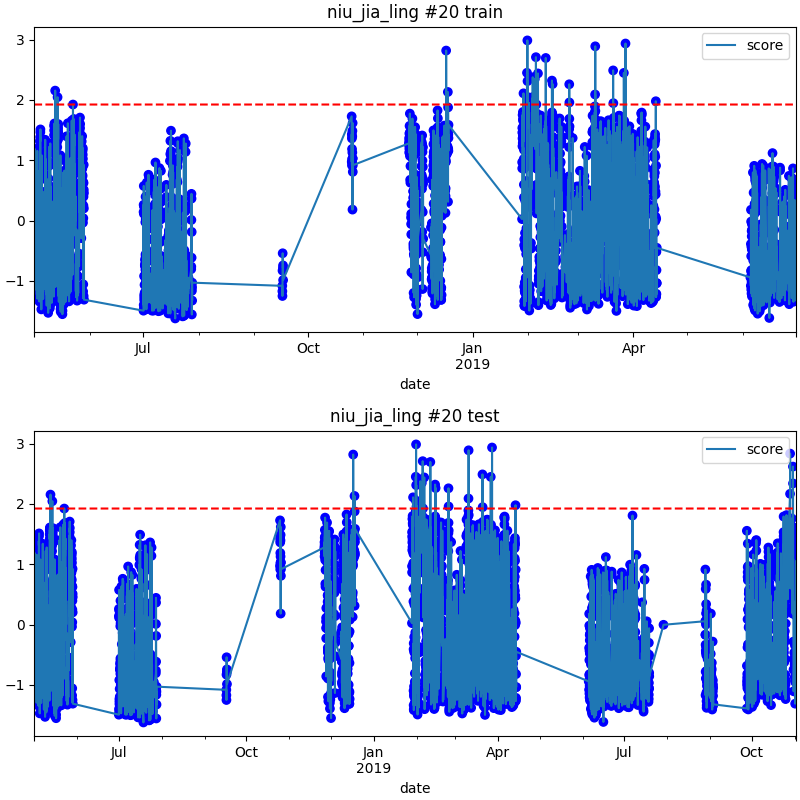 niu_jia_ling #20 train
score
3
2
1
0
−1
Jul
Oct
Jan
2019
Apr
date
niu_jia_ling #20 test
score
3
2
1
0
−1
Jul
Oct
Jan
2019
Apr
Jul
Oct
date